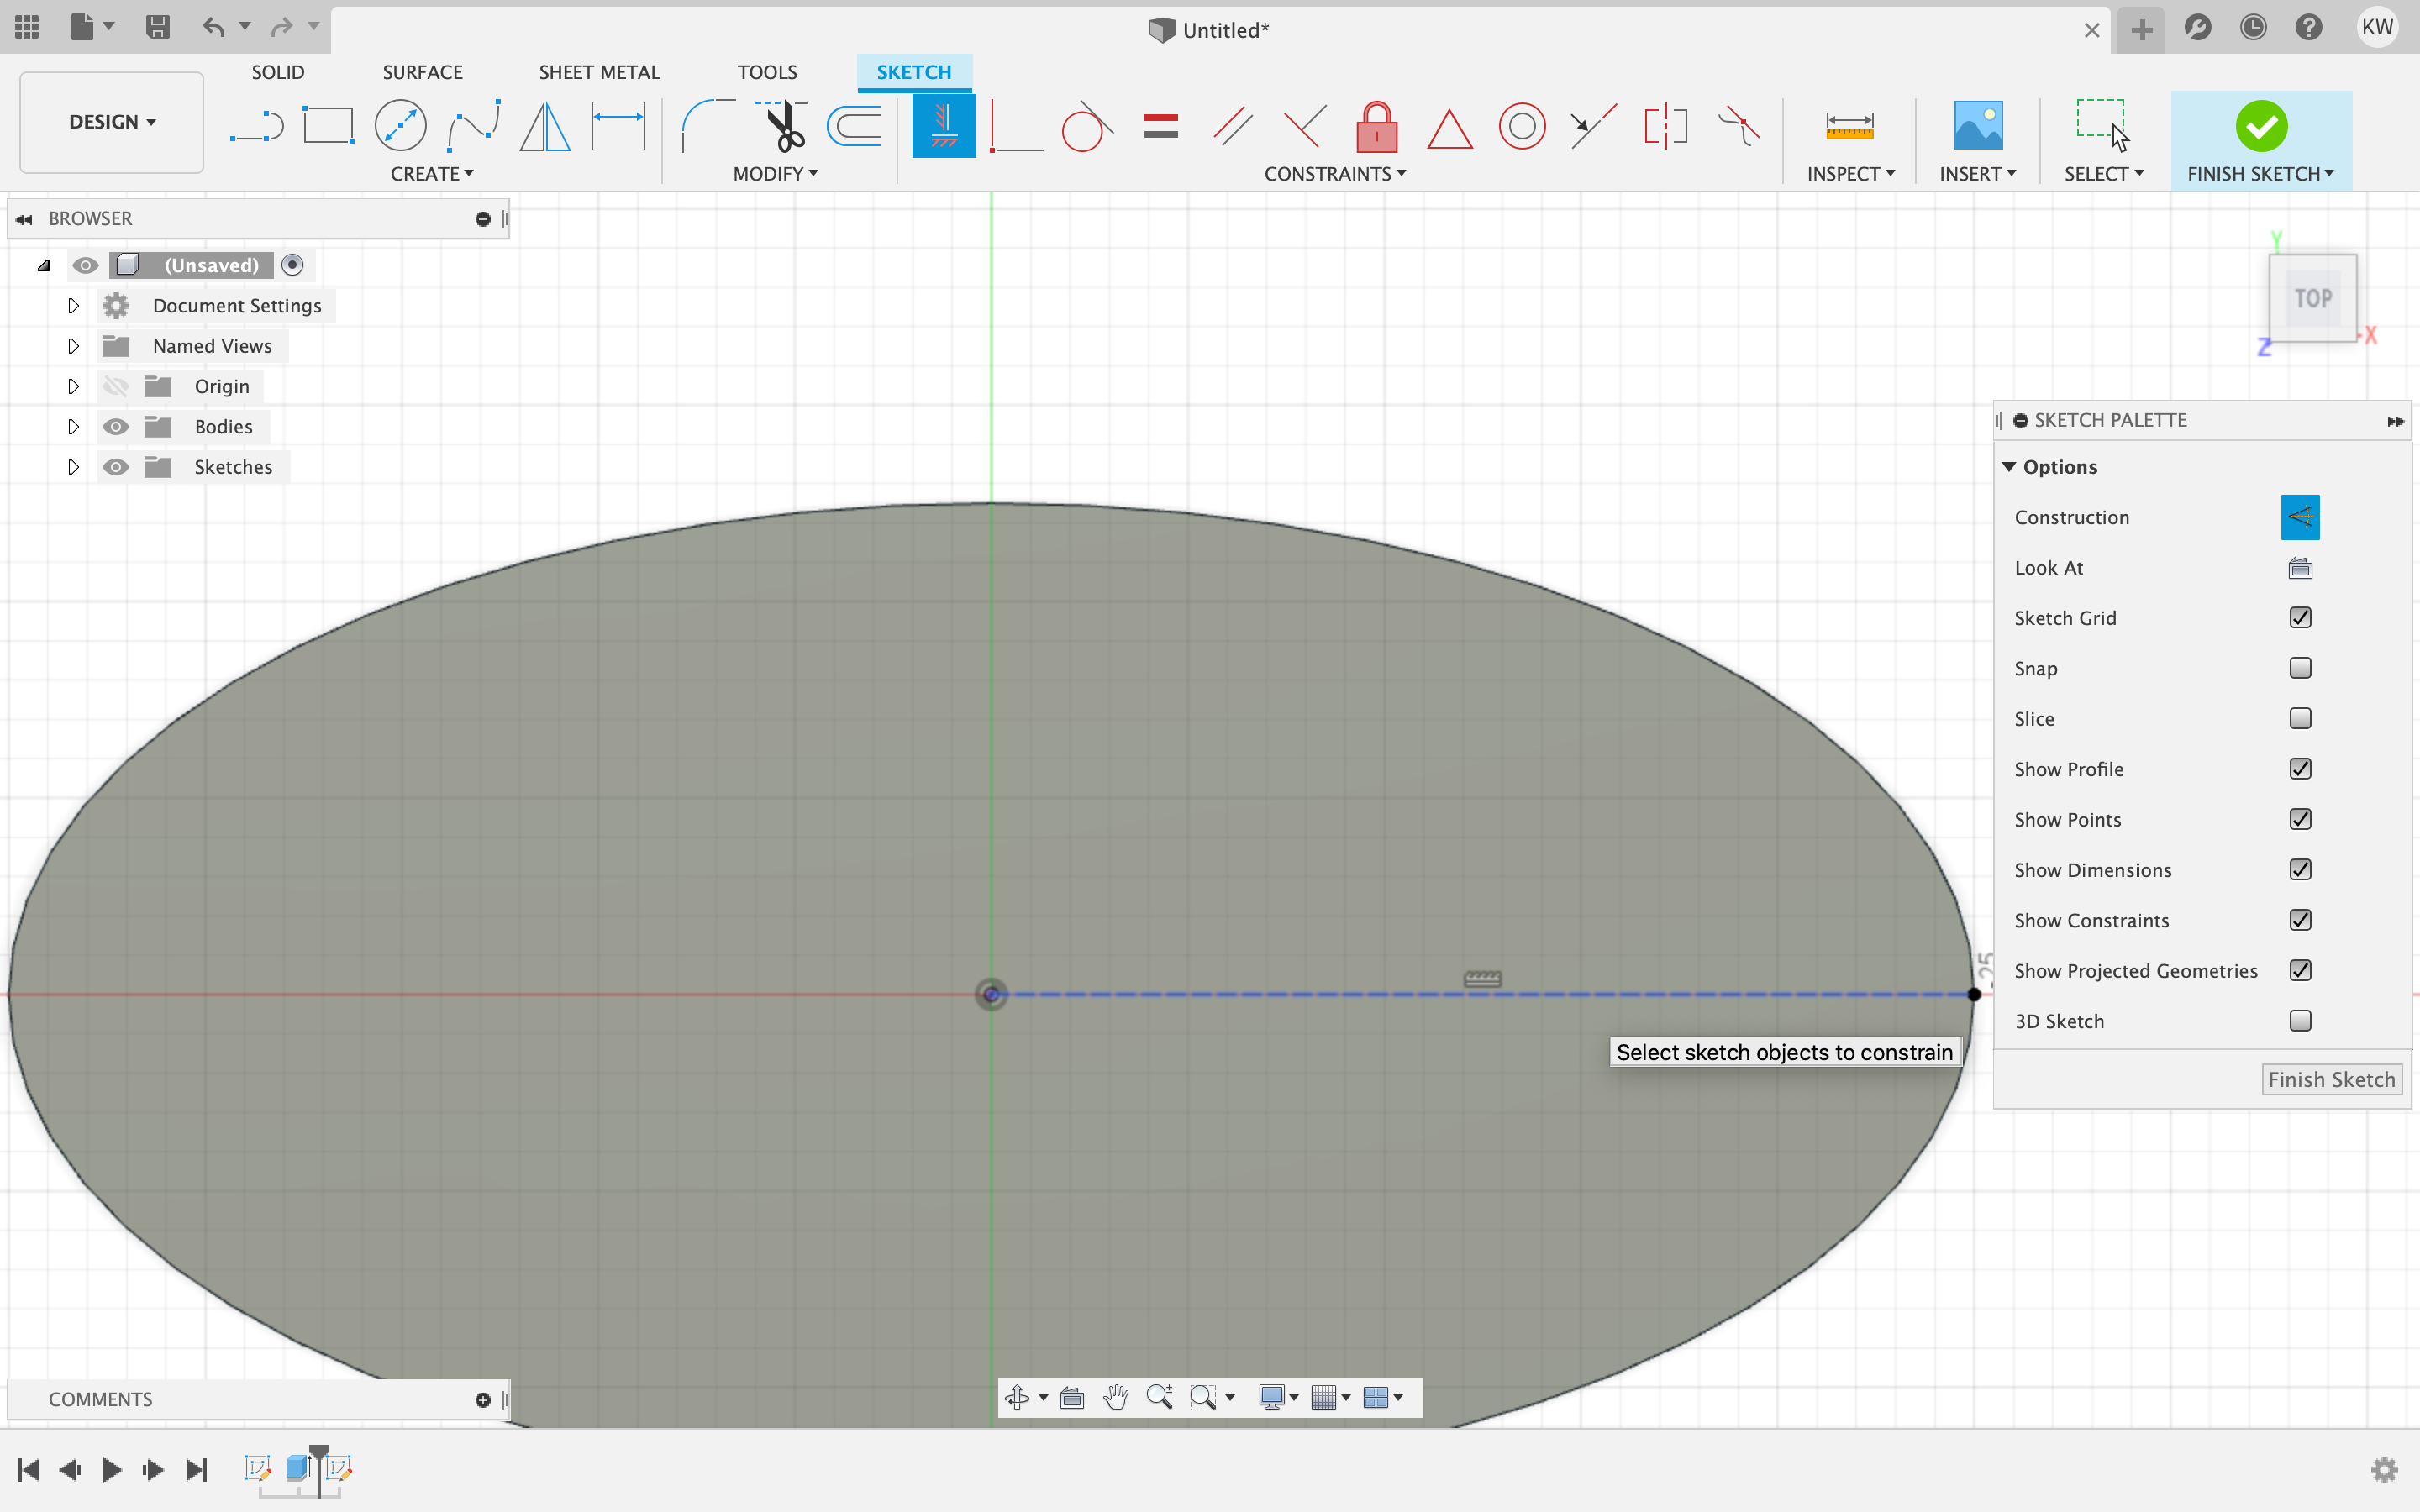 Untitled*
KW
SOLID
SURFACE
SHEET METAL
TOOLS
SKETCH
DESIGN
CREATE
MODIFY
CONSTRAINTS
INSPECT
INSERT
SELECT
FINISH SKETCH
BROWSER
(Unsaved)
Document Settings
Named Views
Origin
Bodies
Sketches
Y
TOP
X
Z
SKETCH PALETTE
Options
Construction
Look At
Sketch Grid
Snap
Slice
Show Profile
Show Points
Show Dimensions
Show Constraints
25
Show Projected Geometries
3D Sketch
Select sketch objects to constrain
Finish Sketch
COMMENTS